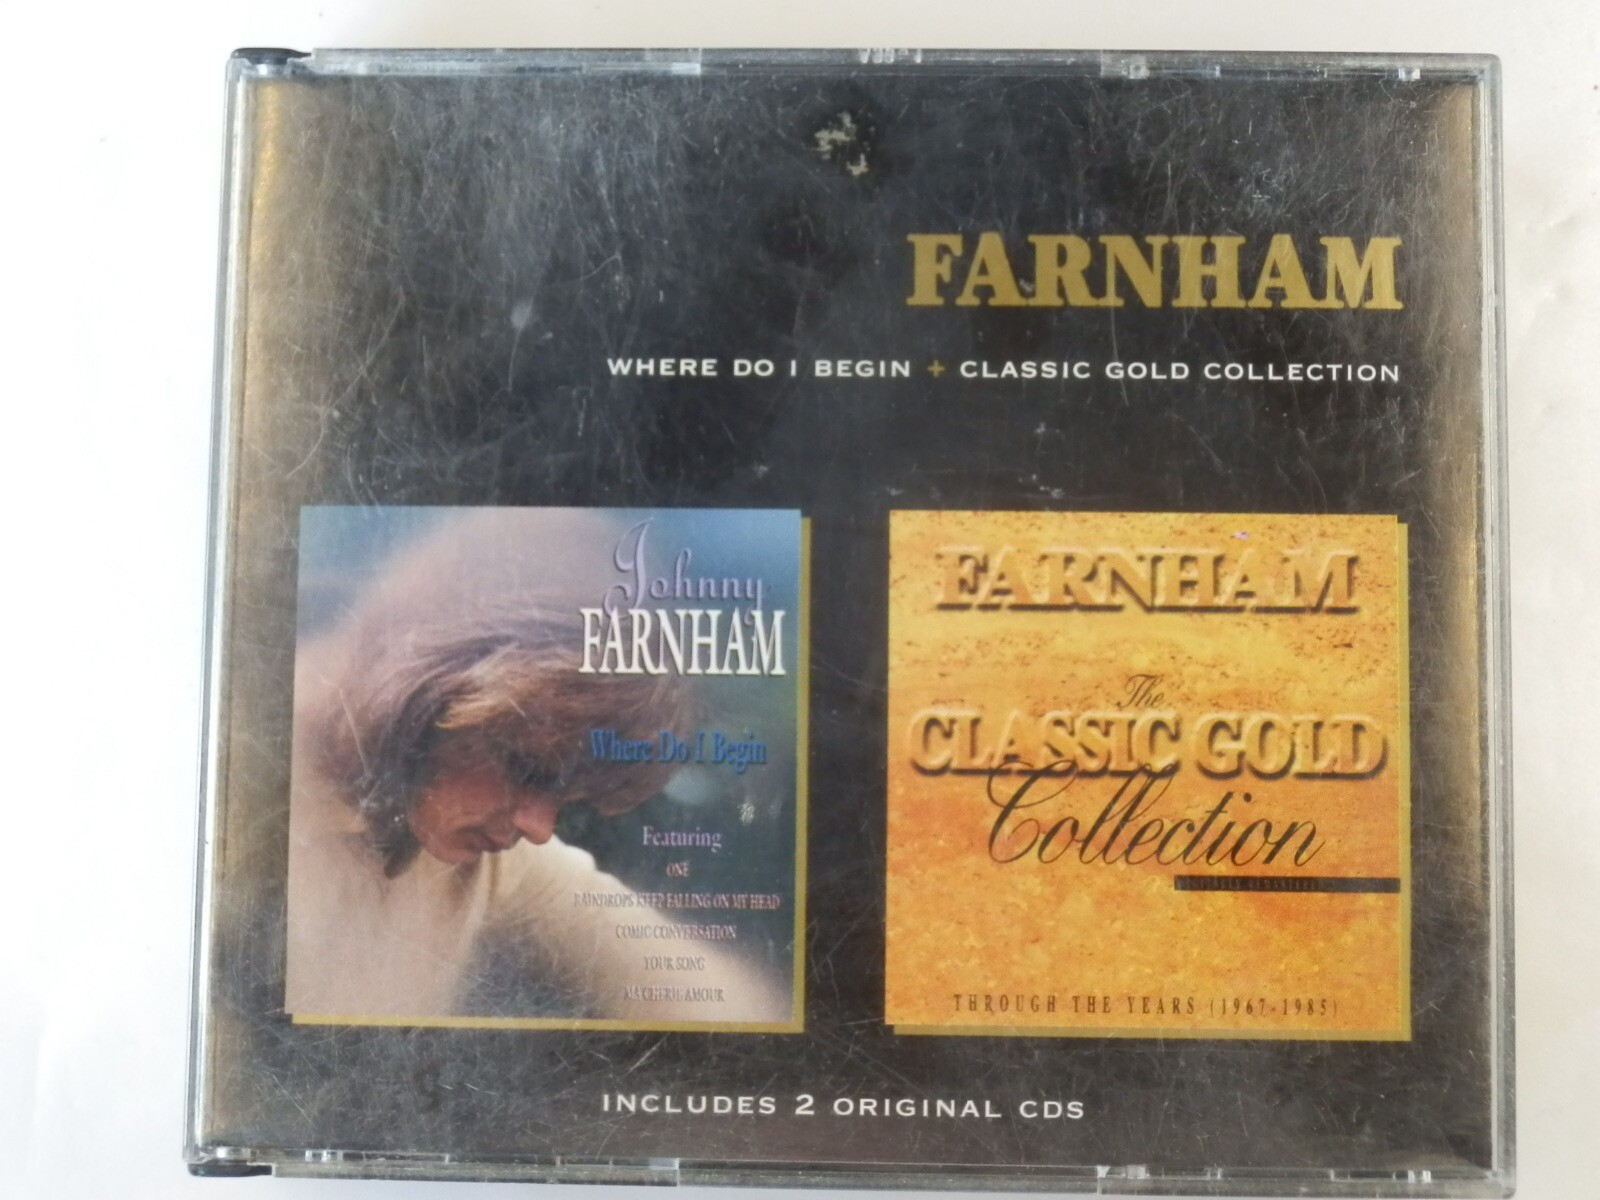 FARNHAM
WHERE DO I BEGIN + CLASSIC GOLD COLLECTION
Johnny
FARNHAM
Where Do I Begin
Featuring
ONE
RAINDROPS KEEP FALLING ON MY HEAD
COMIC CONVERSATION
YOUR SONG
MA CHERIE AMOUR
FARNHAM
The
CLASSIC GOLD
Collection
THROUGH THE YEARS (1967-1985)
INCLUDES 2 ORIGINAL CDS